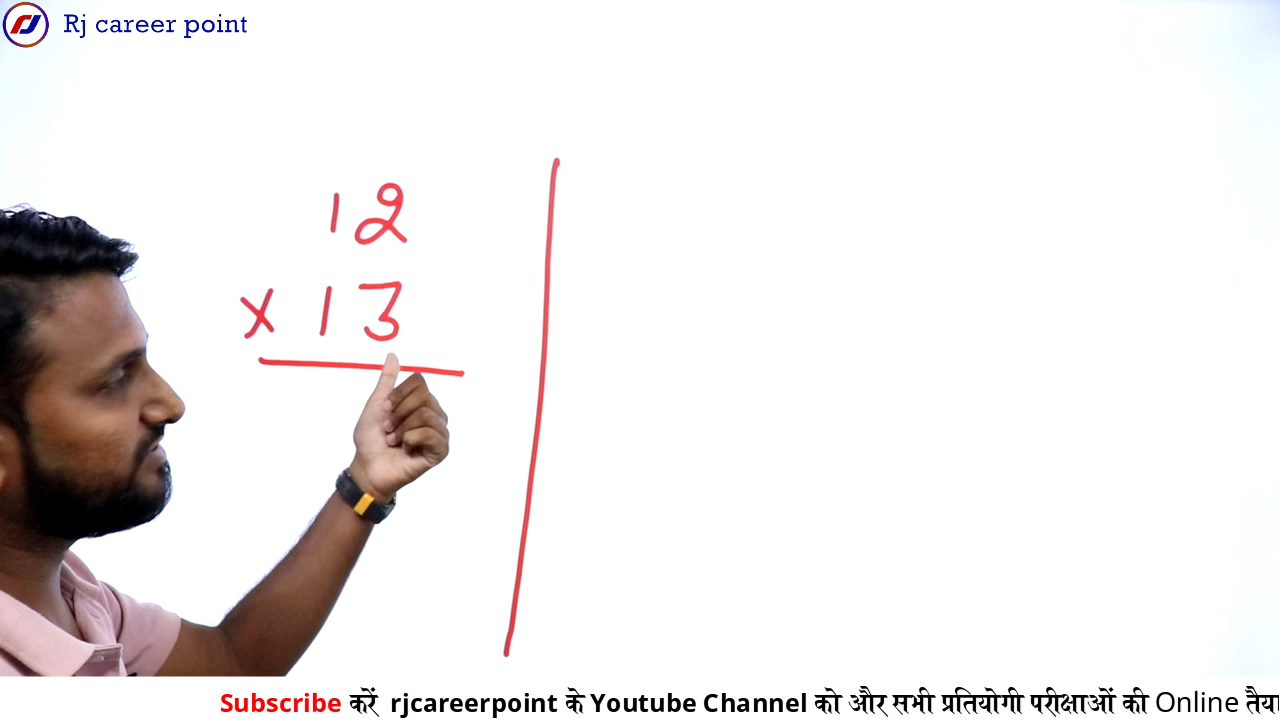 Rj career point
12
x 13
Subscribe करें rjcareerpoint के Youtube Channel को और सभी प्रतियोगी परीक्षाओं की Online